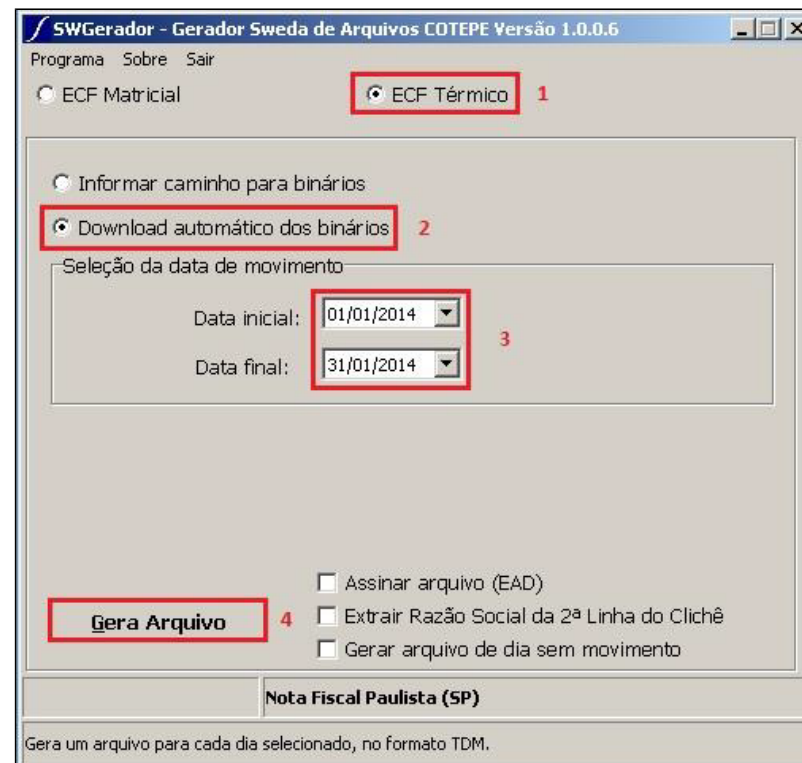 SWGerador - Gerador Sweda de Arquivos COTEPE Versão 1.0.0.6
Programa Sobre Sair
ECF Matricial
ECF Térmico 1
Informar caminho para binários
Download automático dos binários 2
Seleção da data de movimento
Data inicial: 01/01/2014
3
Data final: 31/01/2014
Assinar arquivo (EAD)
Gera Arquivo 4 Extrair Razão Social da 2ª Linha do Clichê
Gerar arquivo de dia sem movimento
Nota Fiscal Paulista (SP)
Gera um arquivo para cada dia selecionado, no formato TDM.